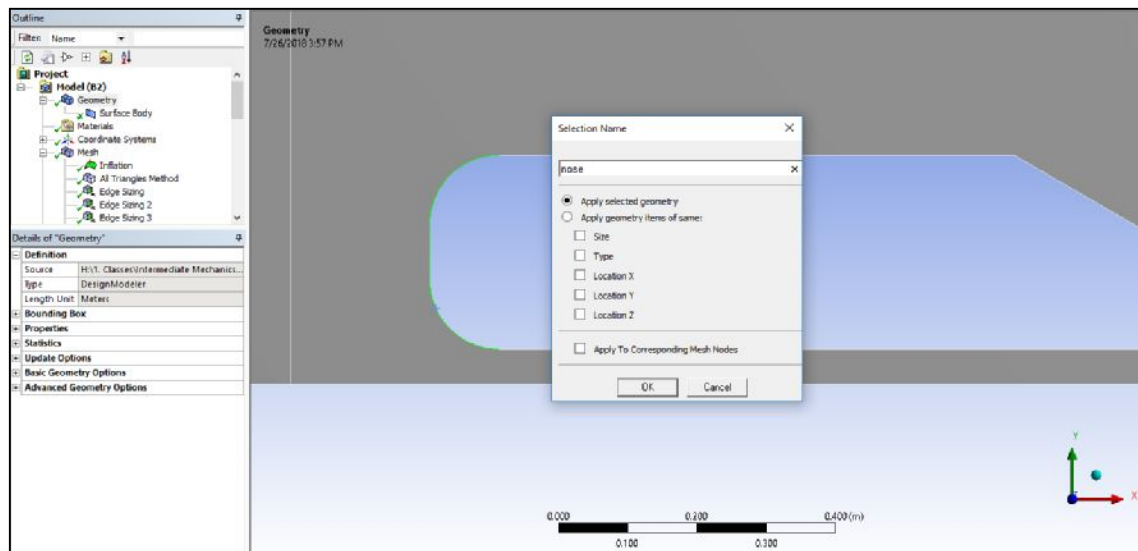 Outline
Filter: Name
Project
Model (B2)
Geometry
Surface Body
Materials
Coordinate Systems
Mesh
Inflation
All Triangles Method
Edge Sizing
Edge Sizing 2
Edge Sizing 3
Details of "Geometry"
Definition
Source H:\1. Classes\Intermediate Mechanics...
Type DesignModeler
Length Unit Meters
Bounding Box
Properties
Statistics
Update Options
Basic Geometry Options
Advanced Geometry Options
Geometry
7/26/2018 3:57 PM
Selection Name
nose
Apply selected geometry
Apply geometry items of same:
Size
Type
Location X
Location Y
Location Z
Apply To Corresponding Mesh Nodes
OK Cancel
Y
X
0.000 0.200 0.400 (m)
0.100 0.300